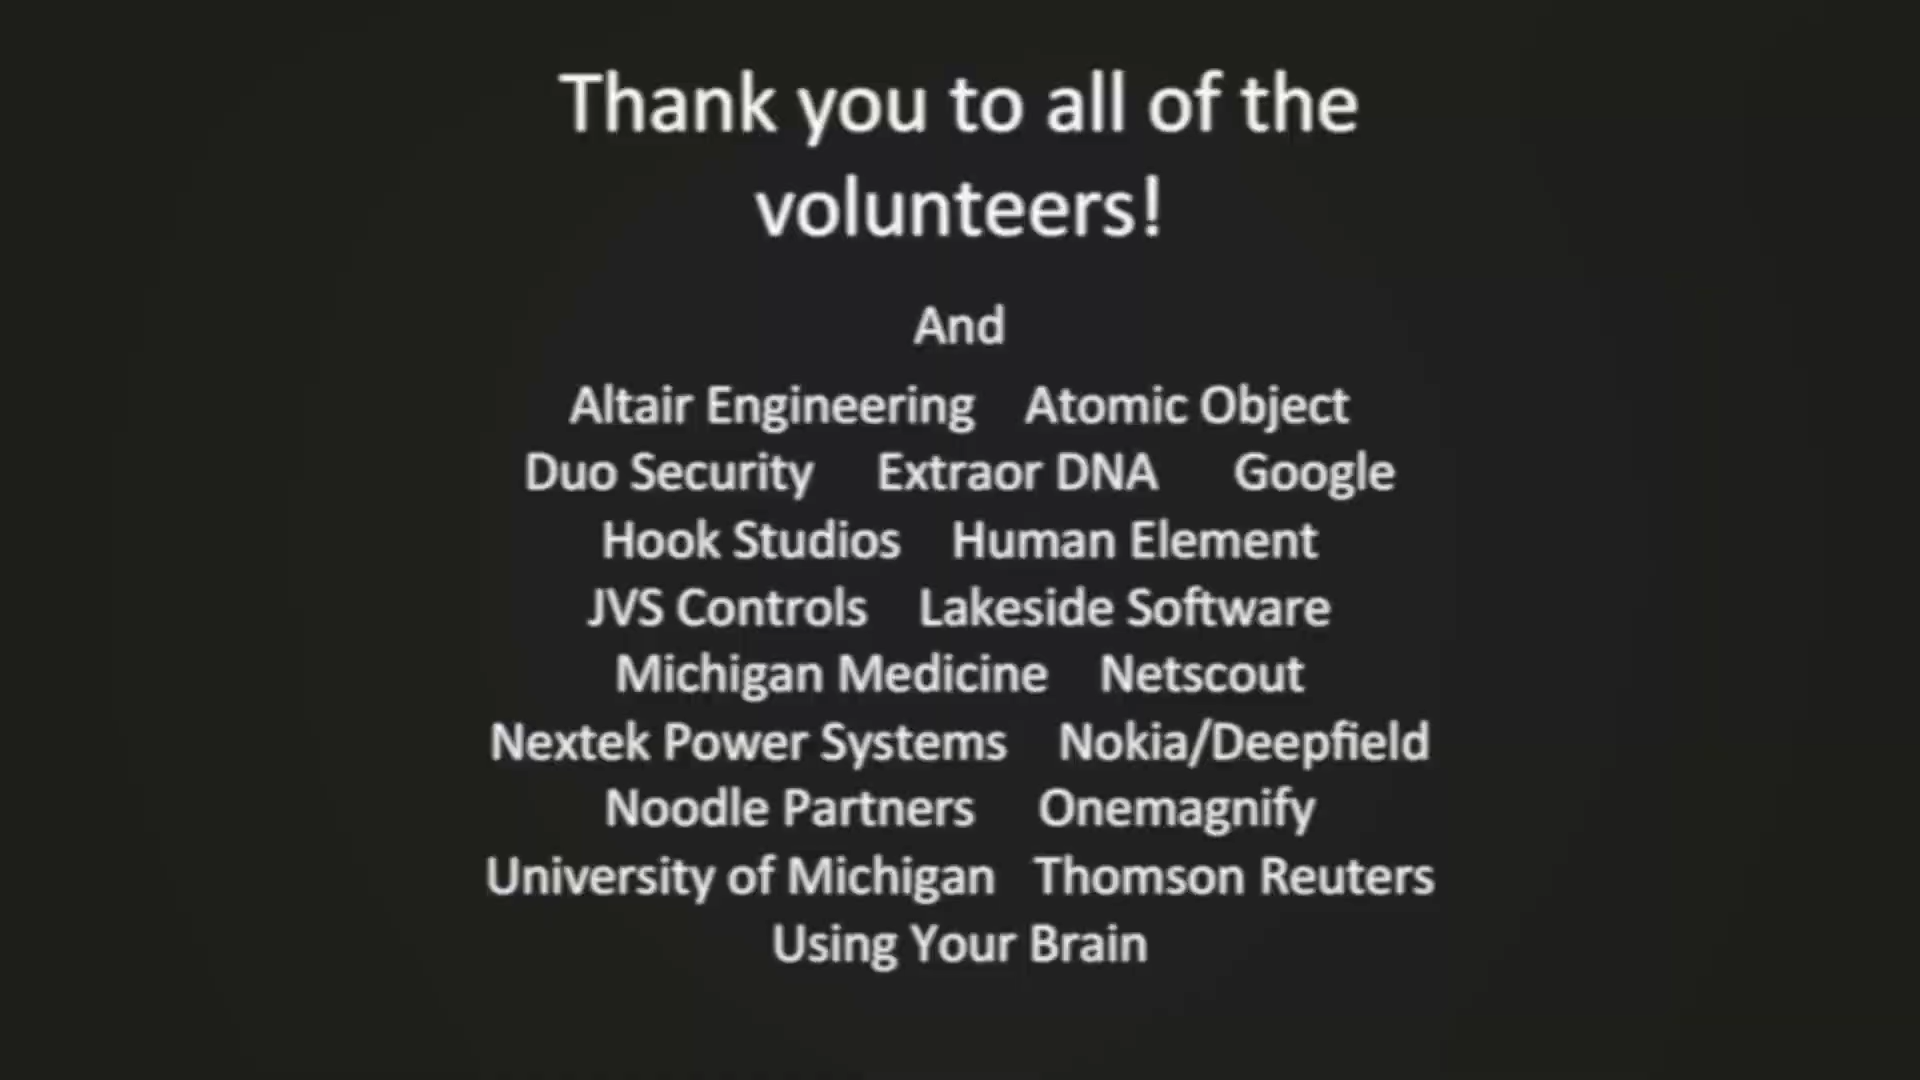 Thank you to all of the
volunteers!
And
Altair Engineering Atomic Object
Duo Security Extraor DNA Google
Hook Studios Human Element
JVS Controls Lakeside Software
Michigan Medicine Netscout
Nextek Power Systems Nokia/Deepfield
Noodle Partners Onemagnify
University of Michigan Thomson Reuters
Using Your Brain